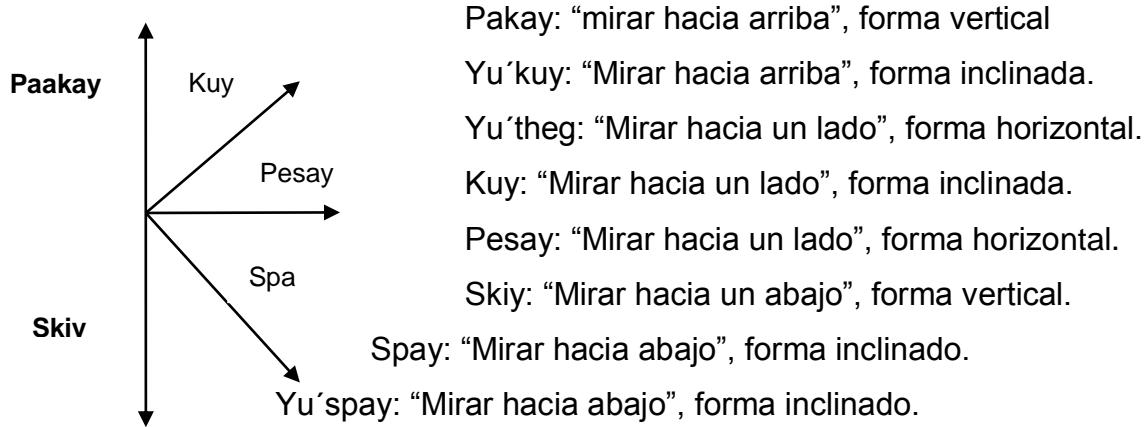 Pakay: “mirar hacia arriba”, forma vertical
Yu´kuy: “Mirar hacia arriba”, forma inclinada.
Yu´theg: “Mirar hacia un lado”, forma horizontal.
Kuy: “Mirar hacia un lado”, forma inclinada.
Pesay: “Mirar hacia un lado”, forma horizontal.
Skiy: “Mirar hacia un abajo”, forma vertical.
Spay: “Mirar hacia abajo”, forma inclinado.
Yu´spay: “Mirar hacia abajo”, forma inclinado.
Paakay
Kuy
Pesay
Spa
Skiv